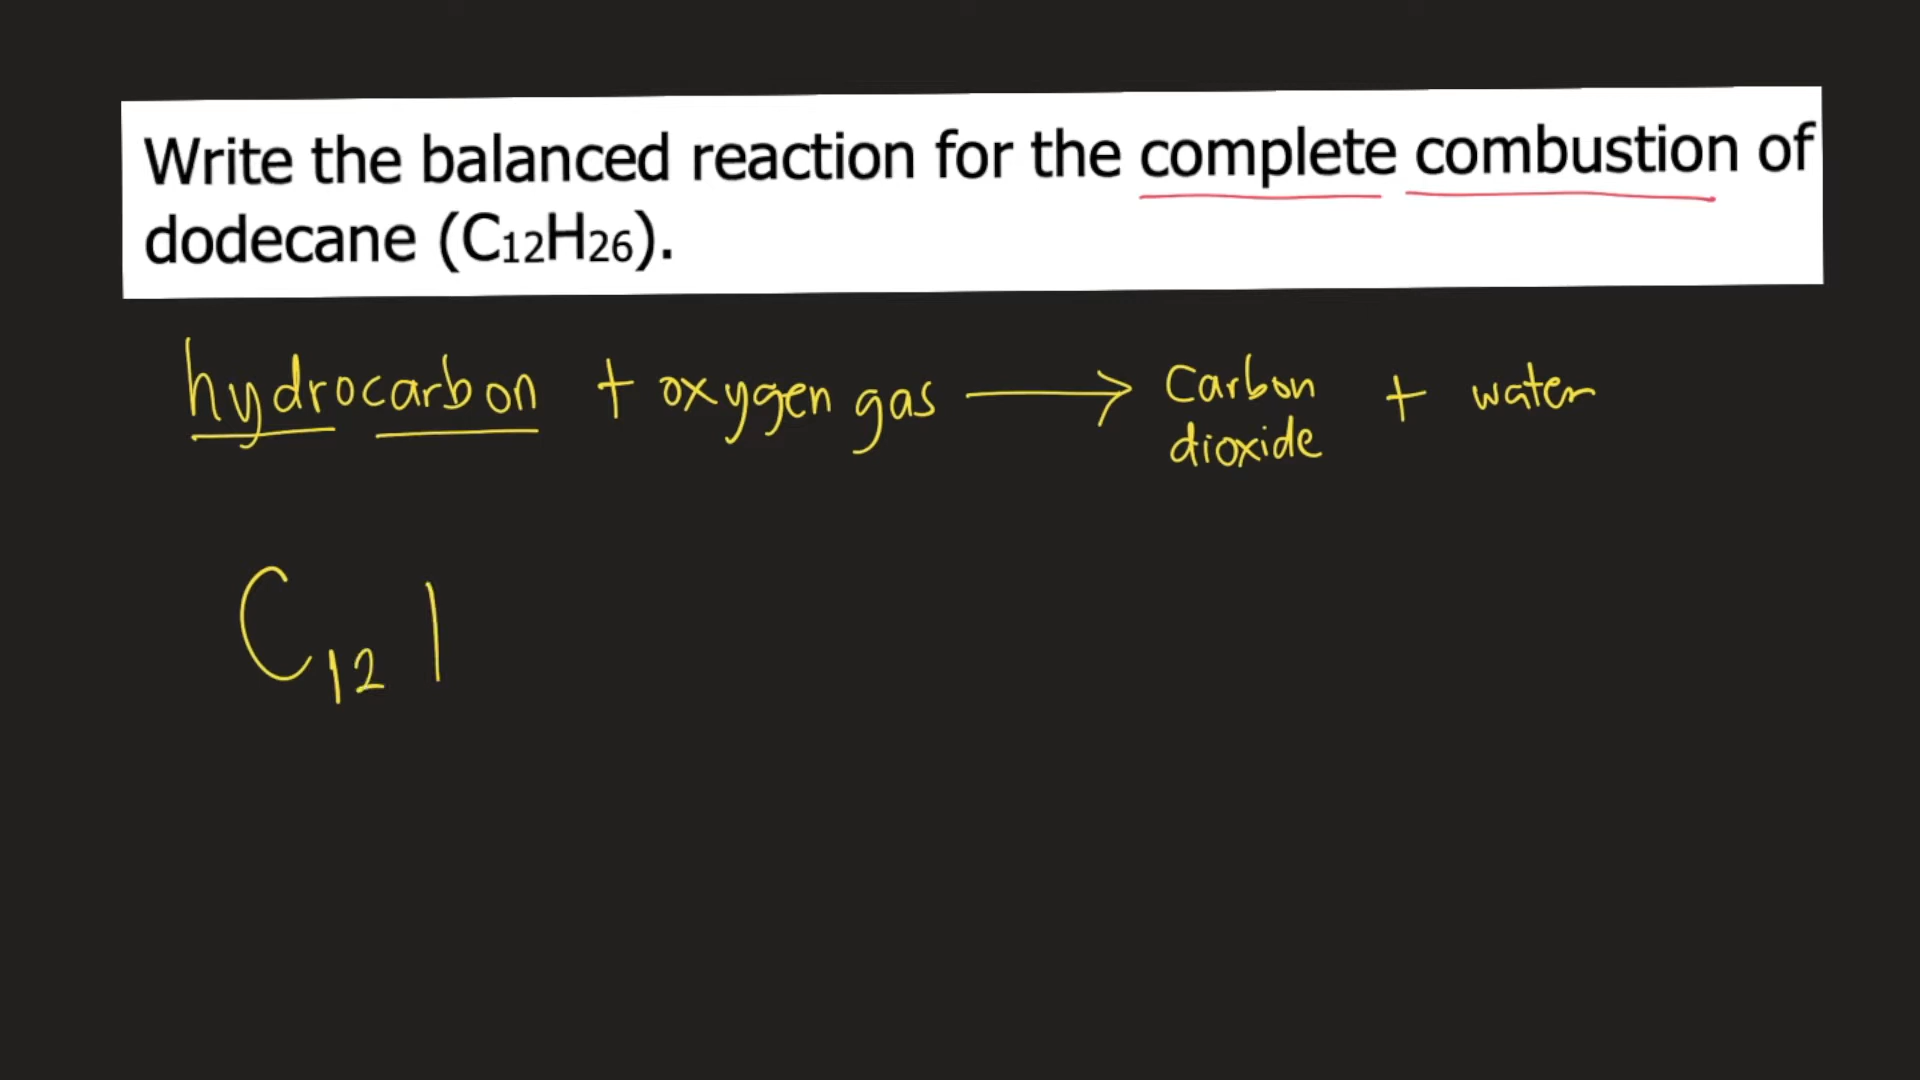 Write the balanced reaction for the complete combustion of
dodecane (C₁₂H₂₆).
hydrocarbon + oxygen gas ⟶ Carbon dioxide + water
C₁₂ |